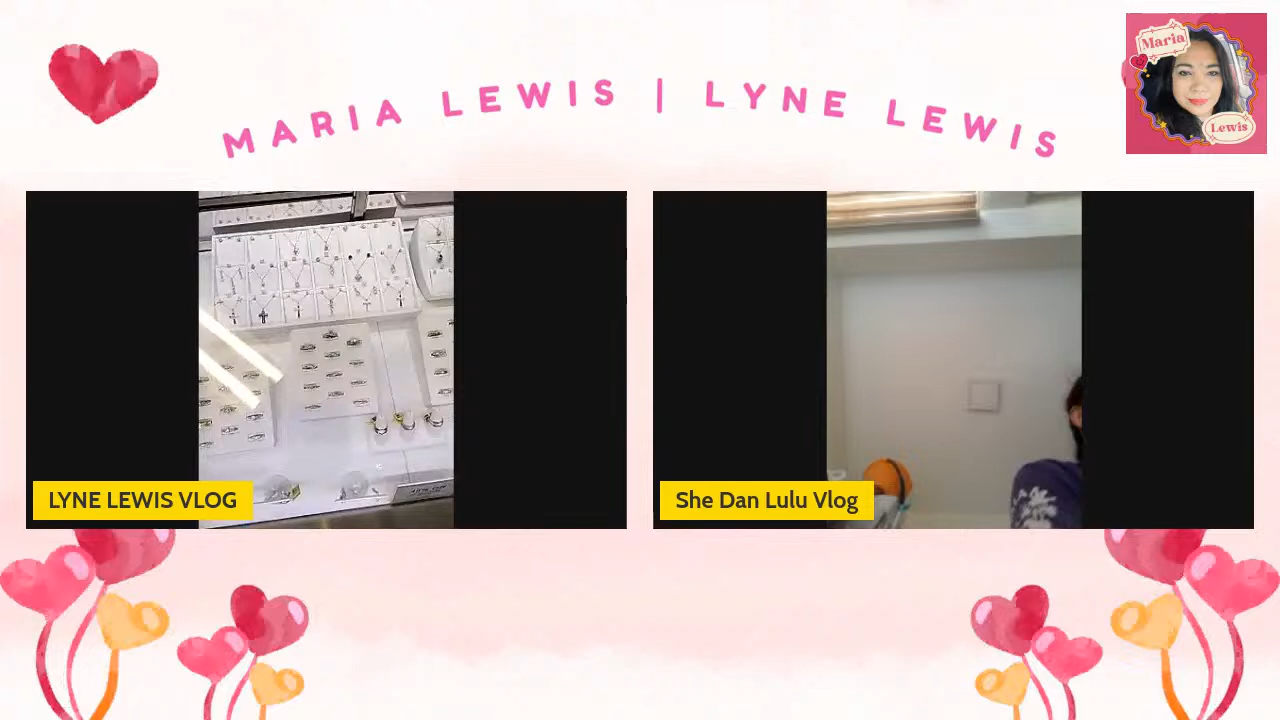 MARIA LEWIS | LYNE LEWIS
Maria
Lewis
LYNE LEWIS VLOG
She Dan Lulu Vlog